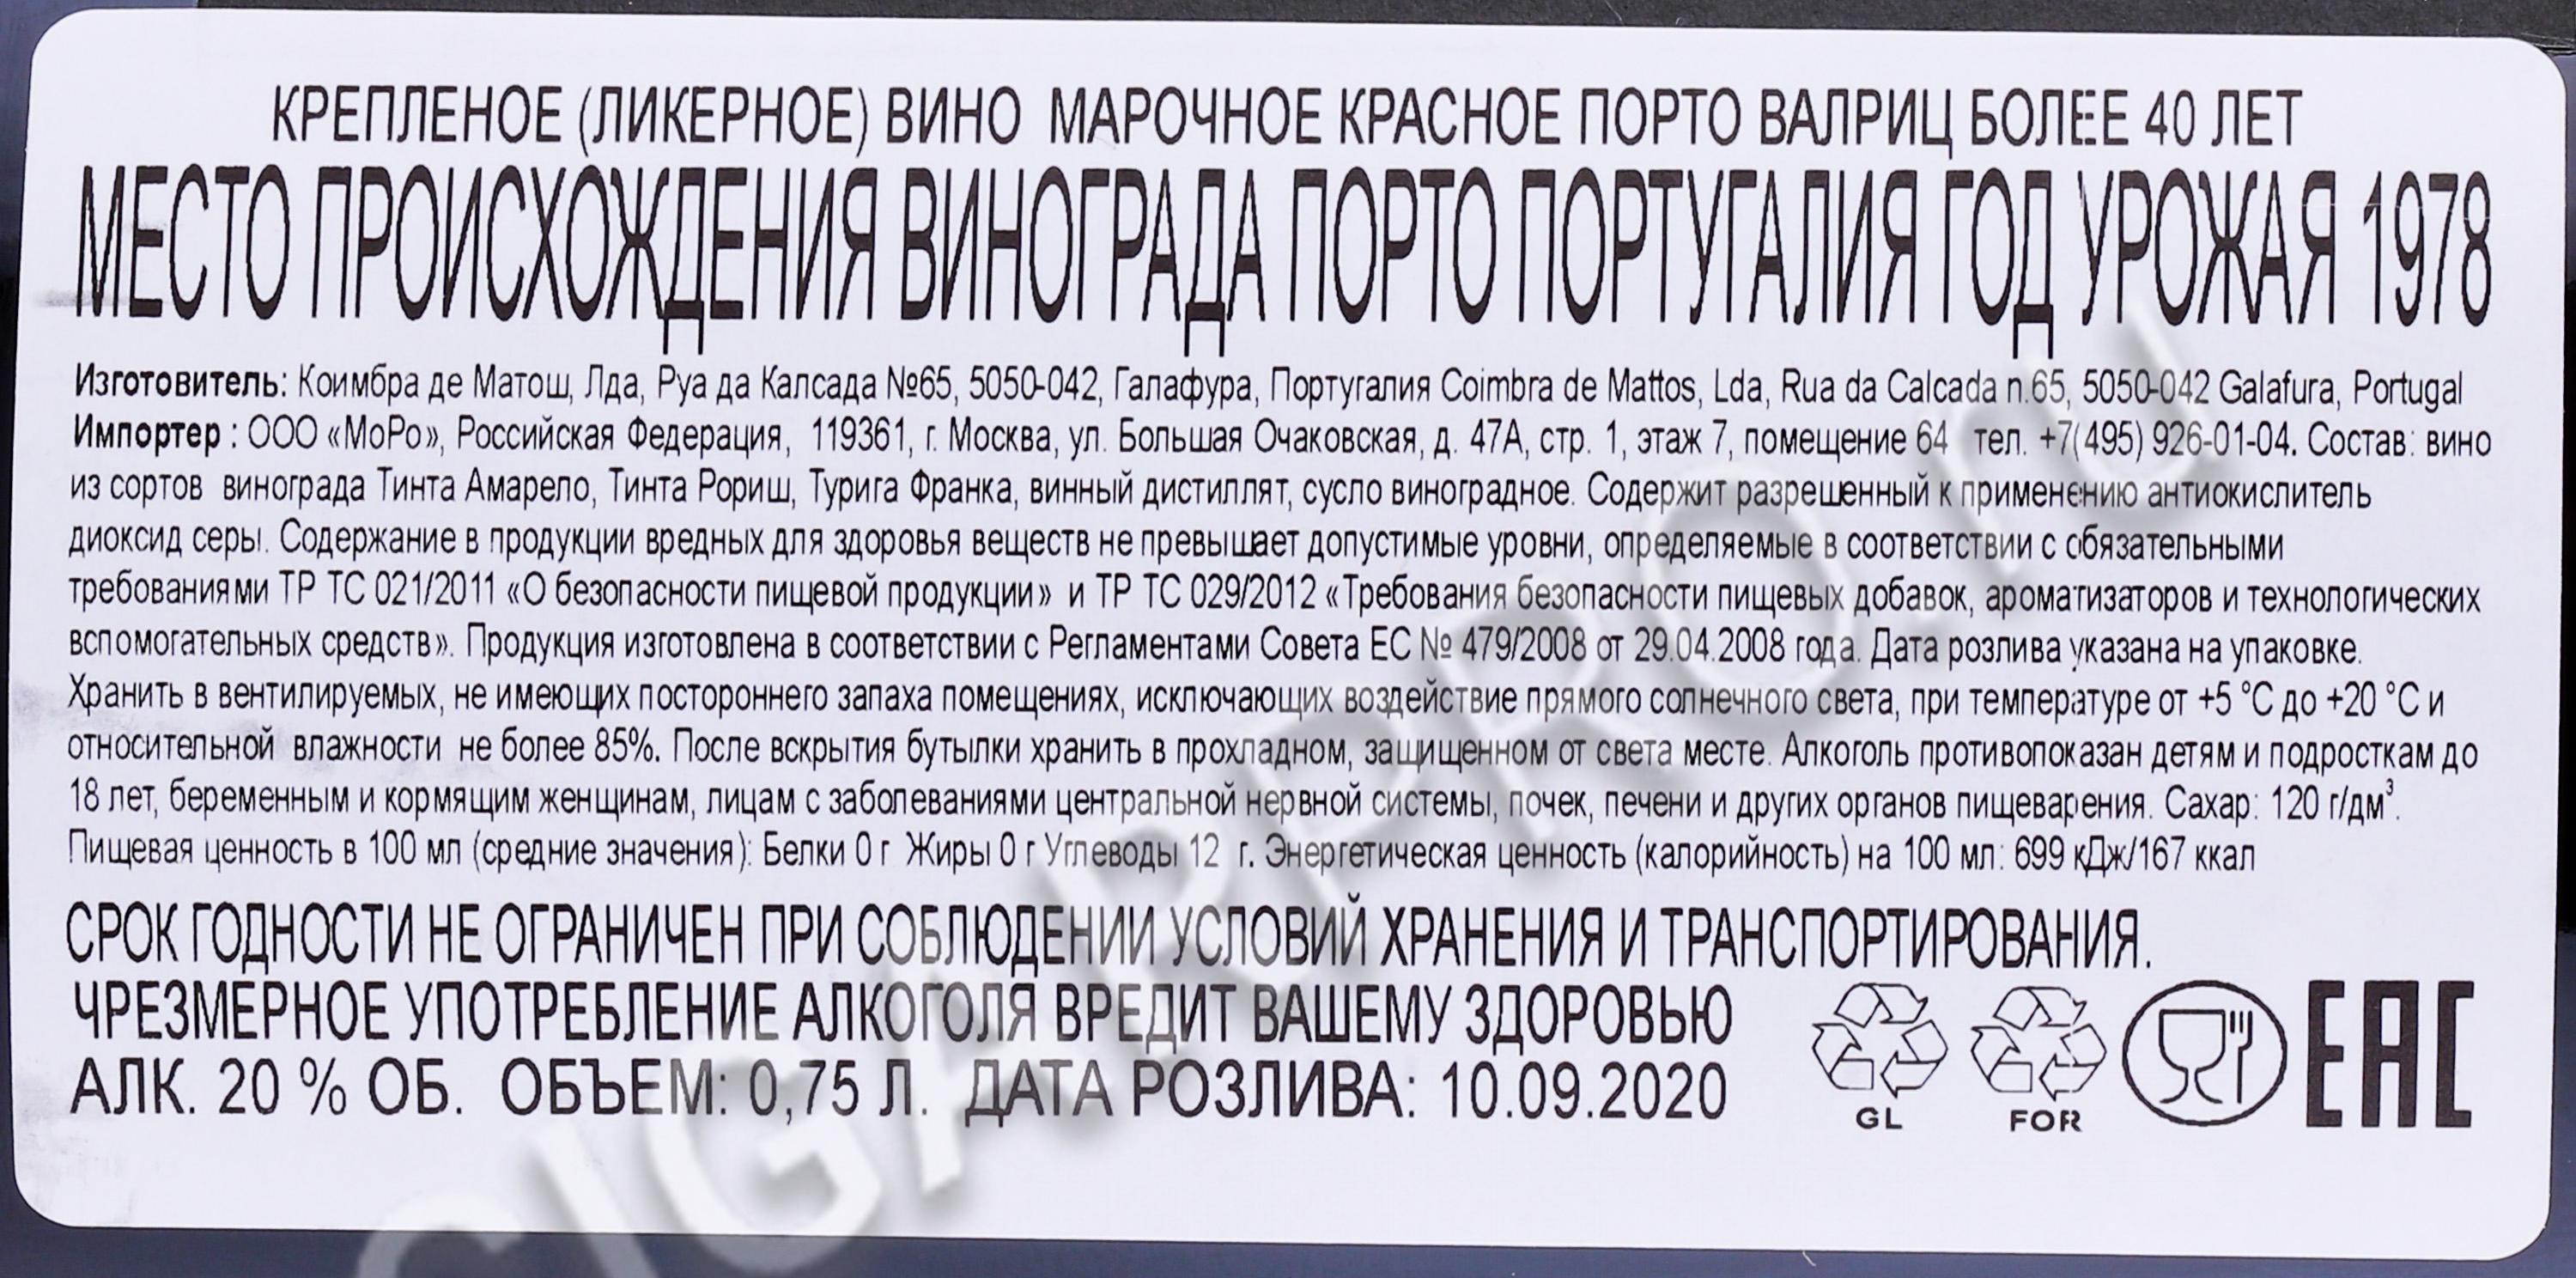 КРЕПЛЕНОЕ (ЛИКЕРНОЕ) ВИНО МАРОЧНОЕ КРАСНОЕ ПОРТО ВАЛРИЦ БОЛЕЕ 40 ЛЕТ
МЕСТО ПРОИСХОЖДЕНИЯ ВИНОГРАДА ПОРТО ПОРТУГАЛИЯ ГОД УРОЖАЯ 1978
Изготовитель: Коимбра де Матош, Лда, Руа да Калсада №65, 5050-042, Галафура, Португалия Coimbra de Mattos, Lda, Rua da Calcada n.65, 5050-042 Galafura, Portugal
Импортер : ООО «МоРо», Российская Федерация, 119361, г. Москва, ул. Большая Очаковская, д. 47А, стр. 1, этаж 7, помещение 64 тел. +7(495) 926-01-04. Состав: вино
из сортов винограда Тинта Амарело, Тинта Рориш, Турига Франка, винный дистиллят, сусло виноградное. Содержит разрешенный к применению антиокислитель
диоксид серы. Содержание в продукции вредных для здоровья веществ не превышает допустимые уровни, определяемые в соответствии с обязательными
требованиями ТР ТС 021/2011 «О безопасности пищевой продукции» и ТР ТС 029/2012 «Требования безопасности пищевых добавок, ароматизаторов и технологических
вспомогательных средств». Продукция изготовлена в соответствии с Регламентами Совета ЕС № 479/2008 от 29.04.2008 года. Дата розлива указана на упаковке.
Хранить в вентилируемых, не имеющих постороннего запаха помещениях, исключающих воздействие прямого солнечного света, при температуре от +5 °С до +20 °С и
относительной влажности не более 85%. После вскрытия бутылки хранить в прохладном, защищенном от света месте. Алкоголь противопоказан детям и подросткам до
18 лет, беременным и кормящим женщинам, лицам с заболеваниями центральной нервной системы, почек, печени и других органов пищеварения. Сахар: 120 г/дм³.
Пищевая ценность в 100 мл (средние значения): Белки 0 г Жиры 0 г Углеводы 12 г. Энергетическая ценность (калорийность) на 100 мл: 699 кДж/167 ккал
СРОК ГОДНОСТИ НЕ ОГРАНИЧЕН ПРИ СОБЛЮДЕНИИ УСЛОВИЙ ХРАНЕНИЯ И ТРАНСПОРТИРОВАНИЯ.
ЧРЕЗМЕРНОЕ УПОТРЕБЛЕНИЕ АЛКОГОЛЯ ВРЕДИТ ВАШЕМУ ЗДОРОВЬЮ
АЛК. 20 % ОБ. ОБЪЕМ: 0,75 Л. ДАТА РОЗЛИВА: 10.09.2020
GL FOR EAC
CIGARPRO.ru